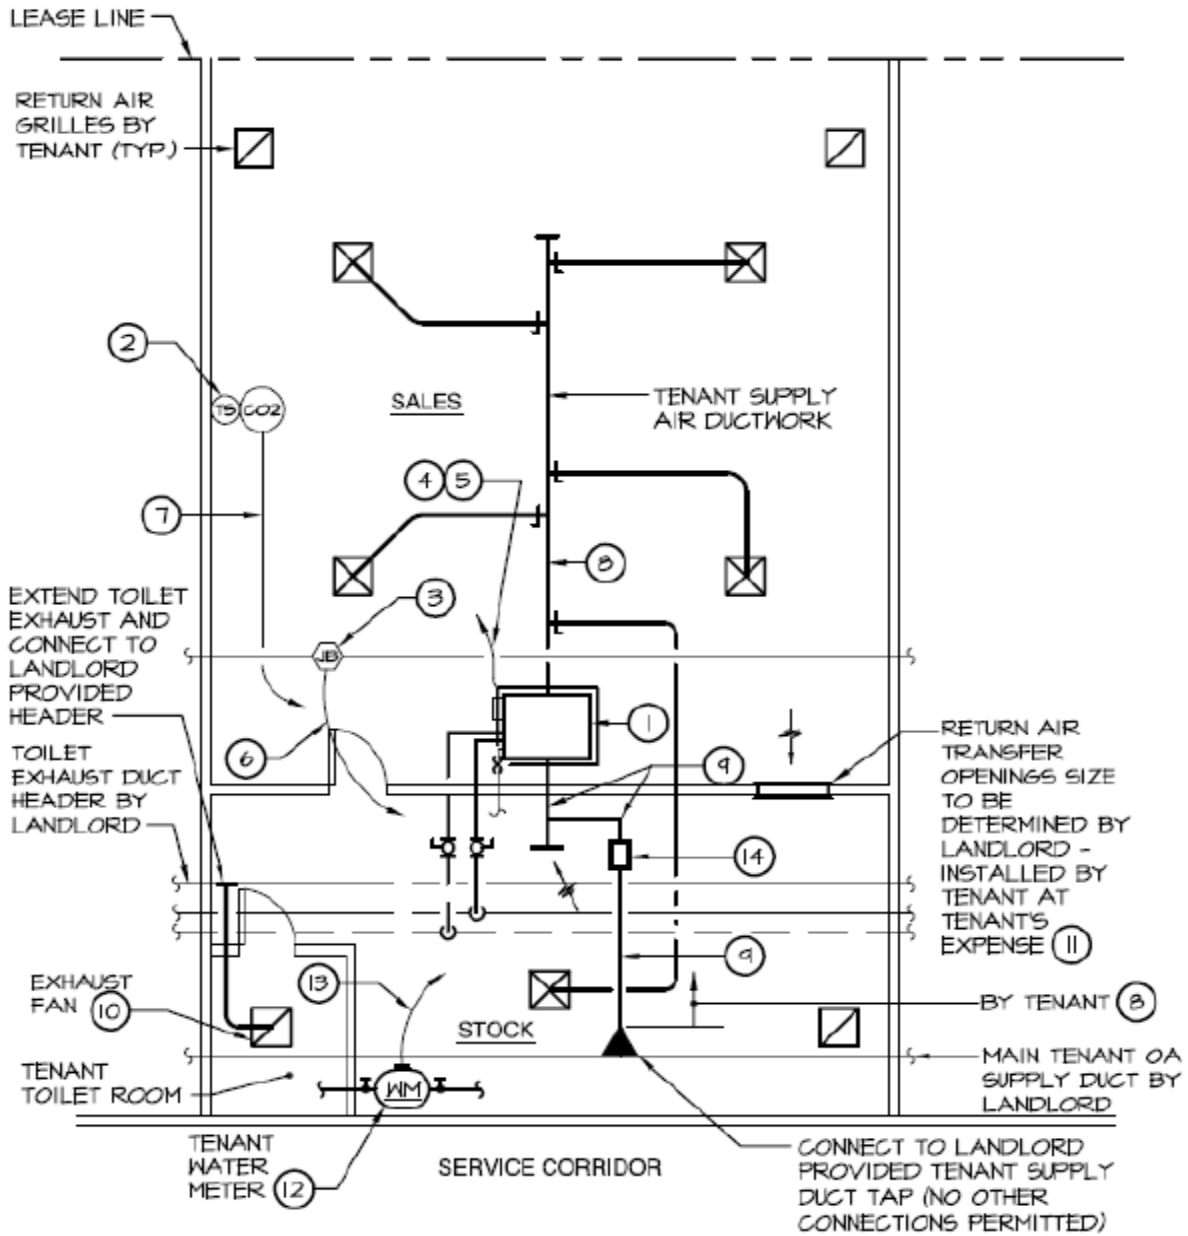 LEASE LINE
RETURN AIR
GRILLES BY
TENANT (TYP.)
2
TS
CO2
SALES
TENANT SUPPLY
AIR DUCTWORK
4
5
7
8
3
EXTEND TOILET
EXHAUST AND
CONNECT TO
LANDLORD
PROVIDED
HEADER
JB
1
6
9
TOILET
EXHAUST DUCT
HEADER BY
LANDLORD
RETURN AIR
TRANSFER
OPENINGS SIZE
TO BE
DETERMINED BY
LANDLORD -
INSTALLED BY
TENANT AT
TENANT'S
EXPENSE 11
14
9
EXHAUST
FAN 10
13
STOCK
BY TENANT 8
TENANT
TOILET ROOM
WM
MAIN TENANT OA
SUPPLY DUCT BY
LANDLORD
TENANT
WATER
METER 12
SERVICE CORRIDOR
CONNECT TO LANDLORD
PROVIDED TENANT SUPPLY
DUCT TAP (NO OTHER
CONNECTIONS PERMITTED)